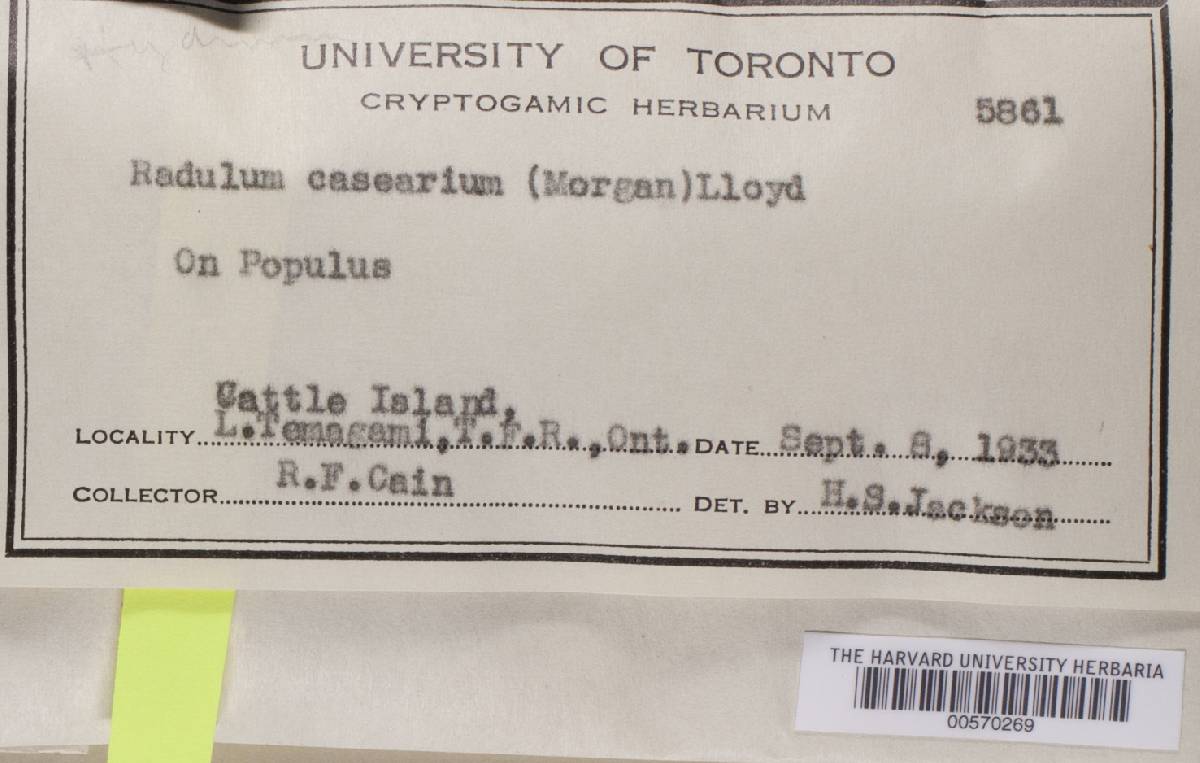 UNIVERSITY OF TORONTO
CRYPTOGAMIC HERBARIUM
5861
Radulum casearium (Morgan)Lloyd
On Populus
Cattle Island,
LOCALITY L.Temagami,T.F.R.,Ont. DATE Sept. 8, 1933
COLLECTOR R.F.Cain DET. BY H.S.Jackson
THE HARVARD UNIVERSITY HERBARIA
00570269